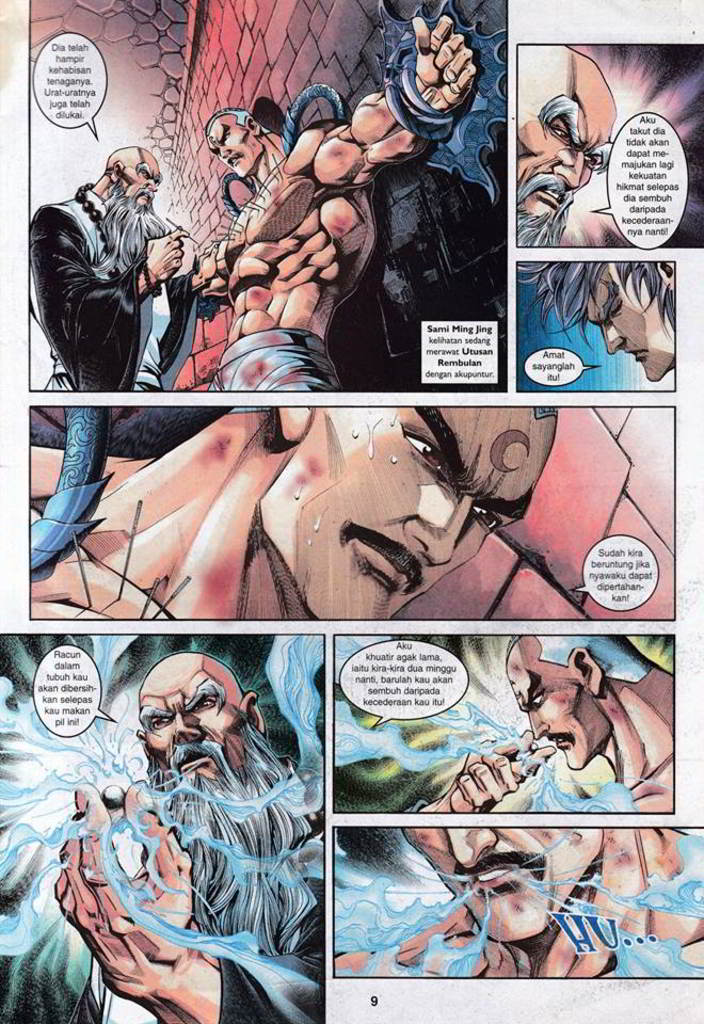 Dia telah
hampir
kehabisan
tenaganya.
Urat-uratnya
juga telah
dilukai.
Sami Ming Jing
kelihatan sedang
merawat Utusan
Rembulan
dengan akupuntur.
Aku
takut dia
tidak akan
dapat me-
majukan lagi
kekuatan
hikmat selepas
dia sembuh
daripada
kecederaan-
nya nanti!
Amat
sayanglah
itu!
Sudah kira
beruntung jika
nyawaku dapat
dipertahan-
kan!
Racun
dalam
tubuh kau
akan dibersih-
kan selepas
kau makan
pil ini!
Aku
khuatir agak lama,
iaitu kira-kira dua minggu
nanti, barulah kau akan
sembuh daripada
kecederaan kau itu!
HU...
9